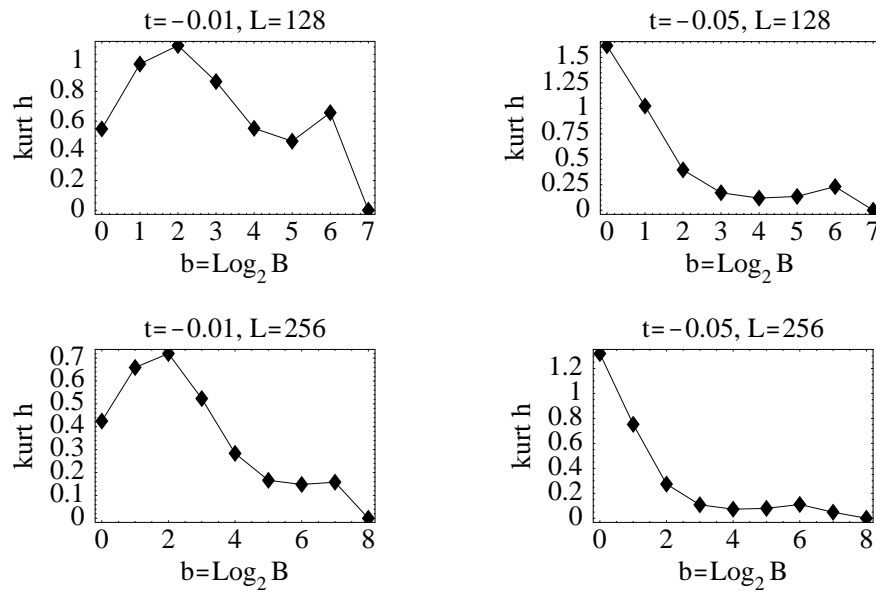 t=−0.01, L=128
kurt h
1
0.8
0.6
0.4
0.2
0
0 1 2 3 4 5 6 7
b=Log2 B
t=−0.05, L=128
kurt h
1.5
1.25
1
0.75
0.5
0.25
0
0 1 2 3 4 5 6 7
b=Log2 B
t=−0.01, L=256
kurt h
0.7
0.6
0.5
0.4
0.3
0.2
0.1
0
0 2 4 6 8
b=Log2 B
t=−0.05, L=256
kurt h
1.2
1
0.8
0.6
0.4
0.2
0
0 2 4 6 8
b=Log2 B